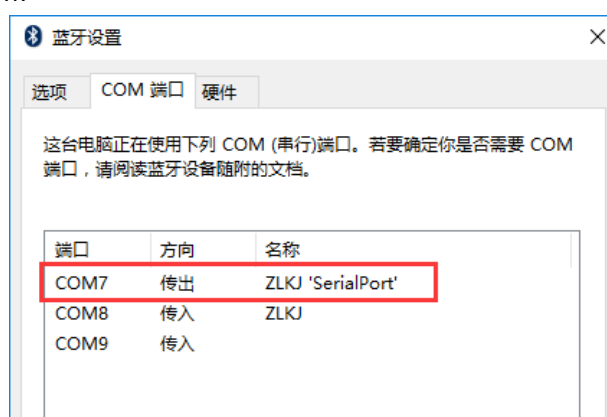 ...
蓝牙设置
选项 COM 端口 硬件
这台电脑正在使用下列 COM (串行)端口。若要确定你是否需要 COM
端口，请阅读蓝牙设备随附的文档。
端口 方向 名称
COM7 传出 ZLKJ 'SerialPort'
COM8 传入 ZLKJ
COM9 传入